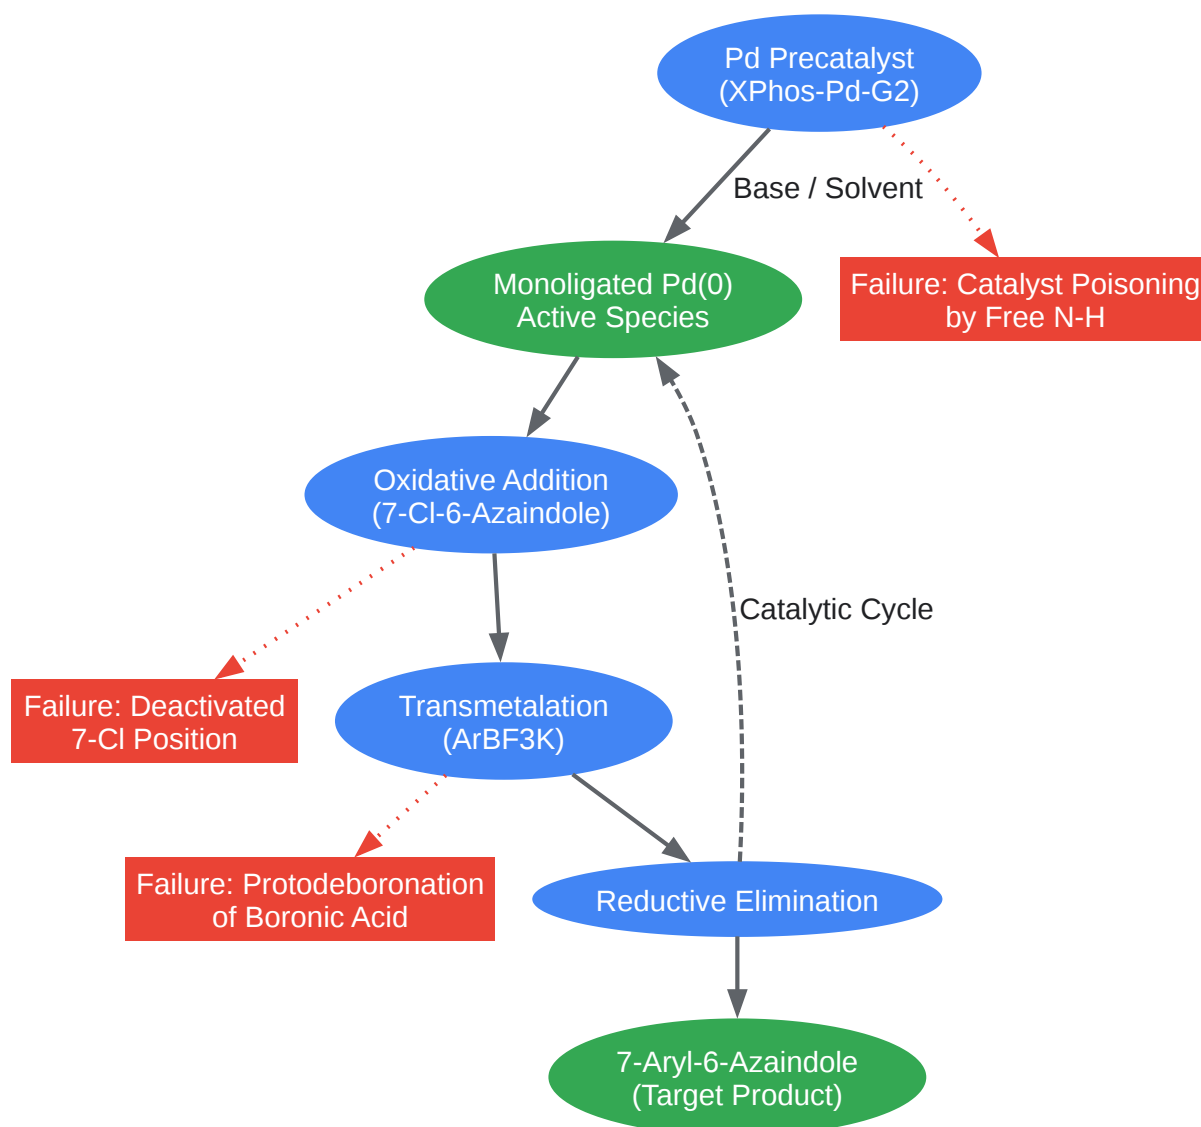 Pd Precatalyst
(XPhos-Pd-G2)
Base / Solvent
Monoligated Pd(0)
Active Species
Failure: Catalyst Poisoning
by Free N-H
Oxidative Addition
(7-Cl-6-Azaindole)
Catalytic Cycle
Failure: Deactivated
7-Cl Position
Transmetalation
(ArBF3K)
Failure: Protodeboronation
of Boronic Acid
Reductive Elimination
7-Aryl-6-Azaindole
(Target Product)